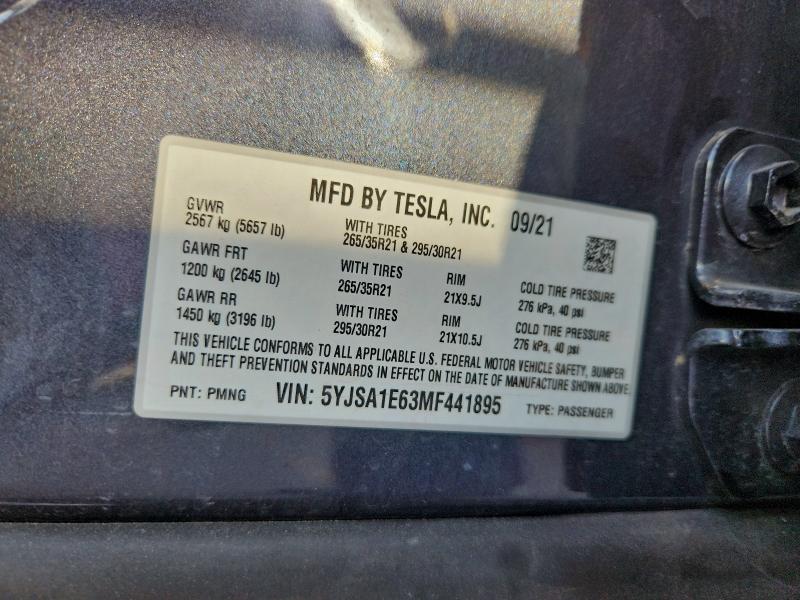 MFD BY TESLA, INC. 09/21
GVWR
2567 kg (5657 lb)
WITH TIRES
265/35R21 & 295/30R21
GAWR FRT
1200 kg (2645 lb)
WITH TIRES
265/35R21
RIM
21X9.5J
COLD TIRE PRESSURE
276 kPa, 40 psi
GAWR RR
1450 kg (3196 lb)
WITH TIRES
295/30R21
RIM
21X10.5J
COLD TIRE PRESSURE
276 kPa, 40 psi
THIS VEHICLE CONFORMS TO ALL APPLICABLE U.S. FEDERAL MOTOR VEHICLE SAFETY, BUMPER
AND THEFT PREVENTION STANDARDS IN EFFECT ON THE DATE OF MANUFACTURE SHOWN ABOVE.
PNT: PMNG VIN: 5YJSA1E63MF441895 TYPE: PASSENGER